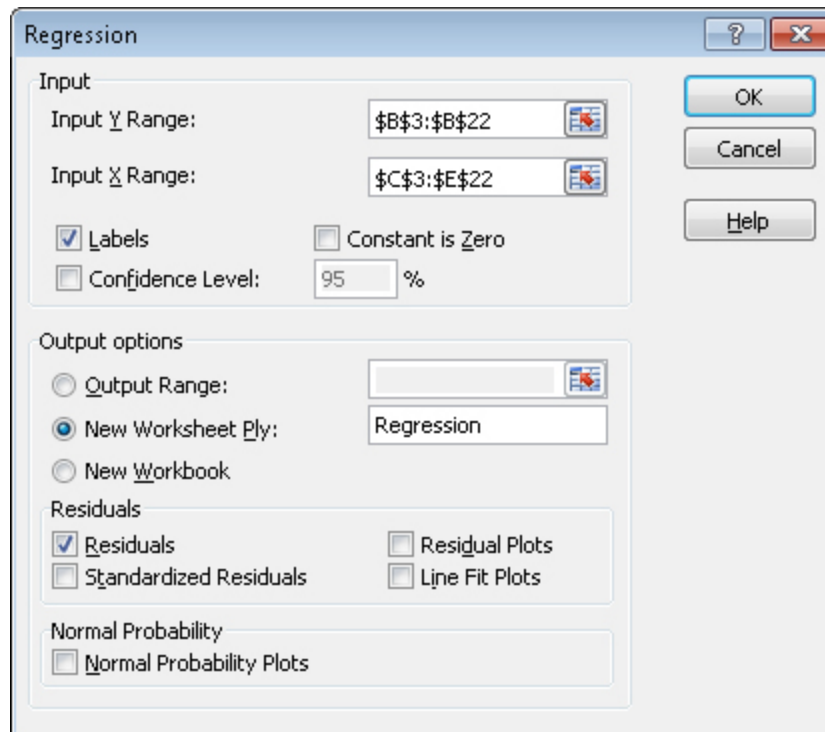 Regression
Input
Input Y Range: $B$3:$B$22
Input X Range: $C$3:$E$22
Labels Constant is Zero
Confidence Level: 95 %
OK
Cancel
Help
Output options
Output Range:
New Worksheet Ply: Regression
New Workbook
Residuals
Residuals Residual Plots
Standardized Residuals Line Fit Plots
Normal Probability
Normal Probability Plots